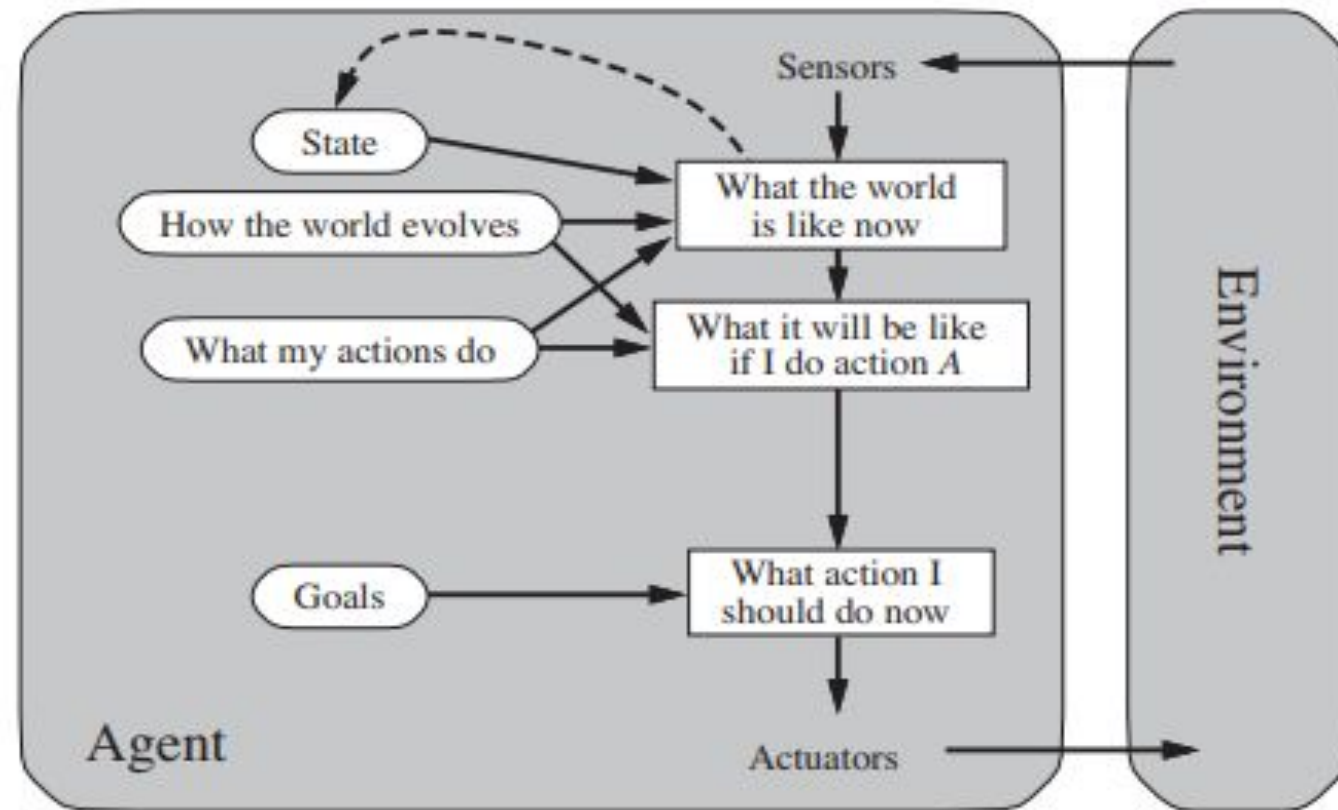 Sensors
State
What the world
is like now
How the world evolves
What my actions do
What it will be like
if I do action A
Goals
What action I
should do now
Agent
Actuators
Environment